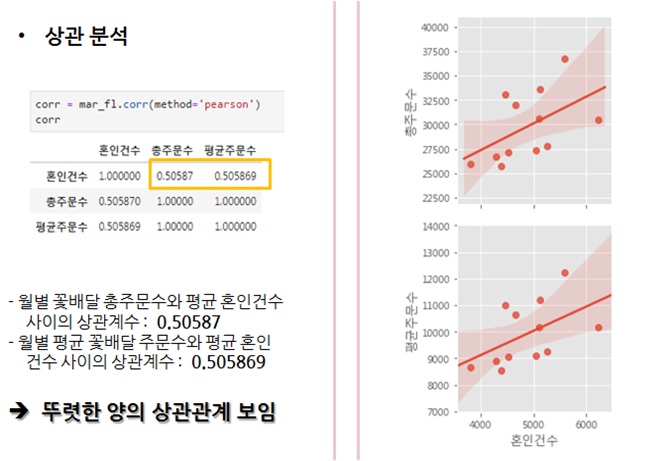 • 상관 분석
corr = mar_fl.corr(method='pearson')
corr
혼인건수 총주문수 평균주문수
혼인건수 1.000000 0.50587 0.505869
총주문수 0.505870 1.00000 1.000000
평균주문수 0.505869 1.00000 1.000000
- 월별 꽃배달 총주문수와 평균 혼인건수
사이의 상관계수 : 0.50587
- 월별 평균 꽃배달 주문수와 평균 혼인
건수 사이의 상관계수 : 0.505869
➔ 뚜렷한 양의 상관관계 보임
40000
37500
35000
32500
30000
27500
25000
22500
총주문수
14000
13000
12000
11000
10000
9000
8000
7000
평균주문수
4000 5000 6000
혼인건수